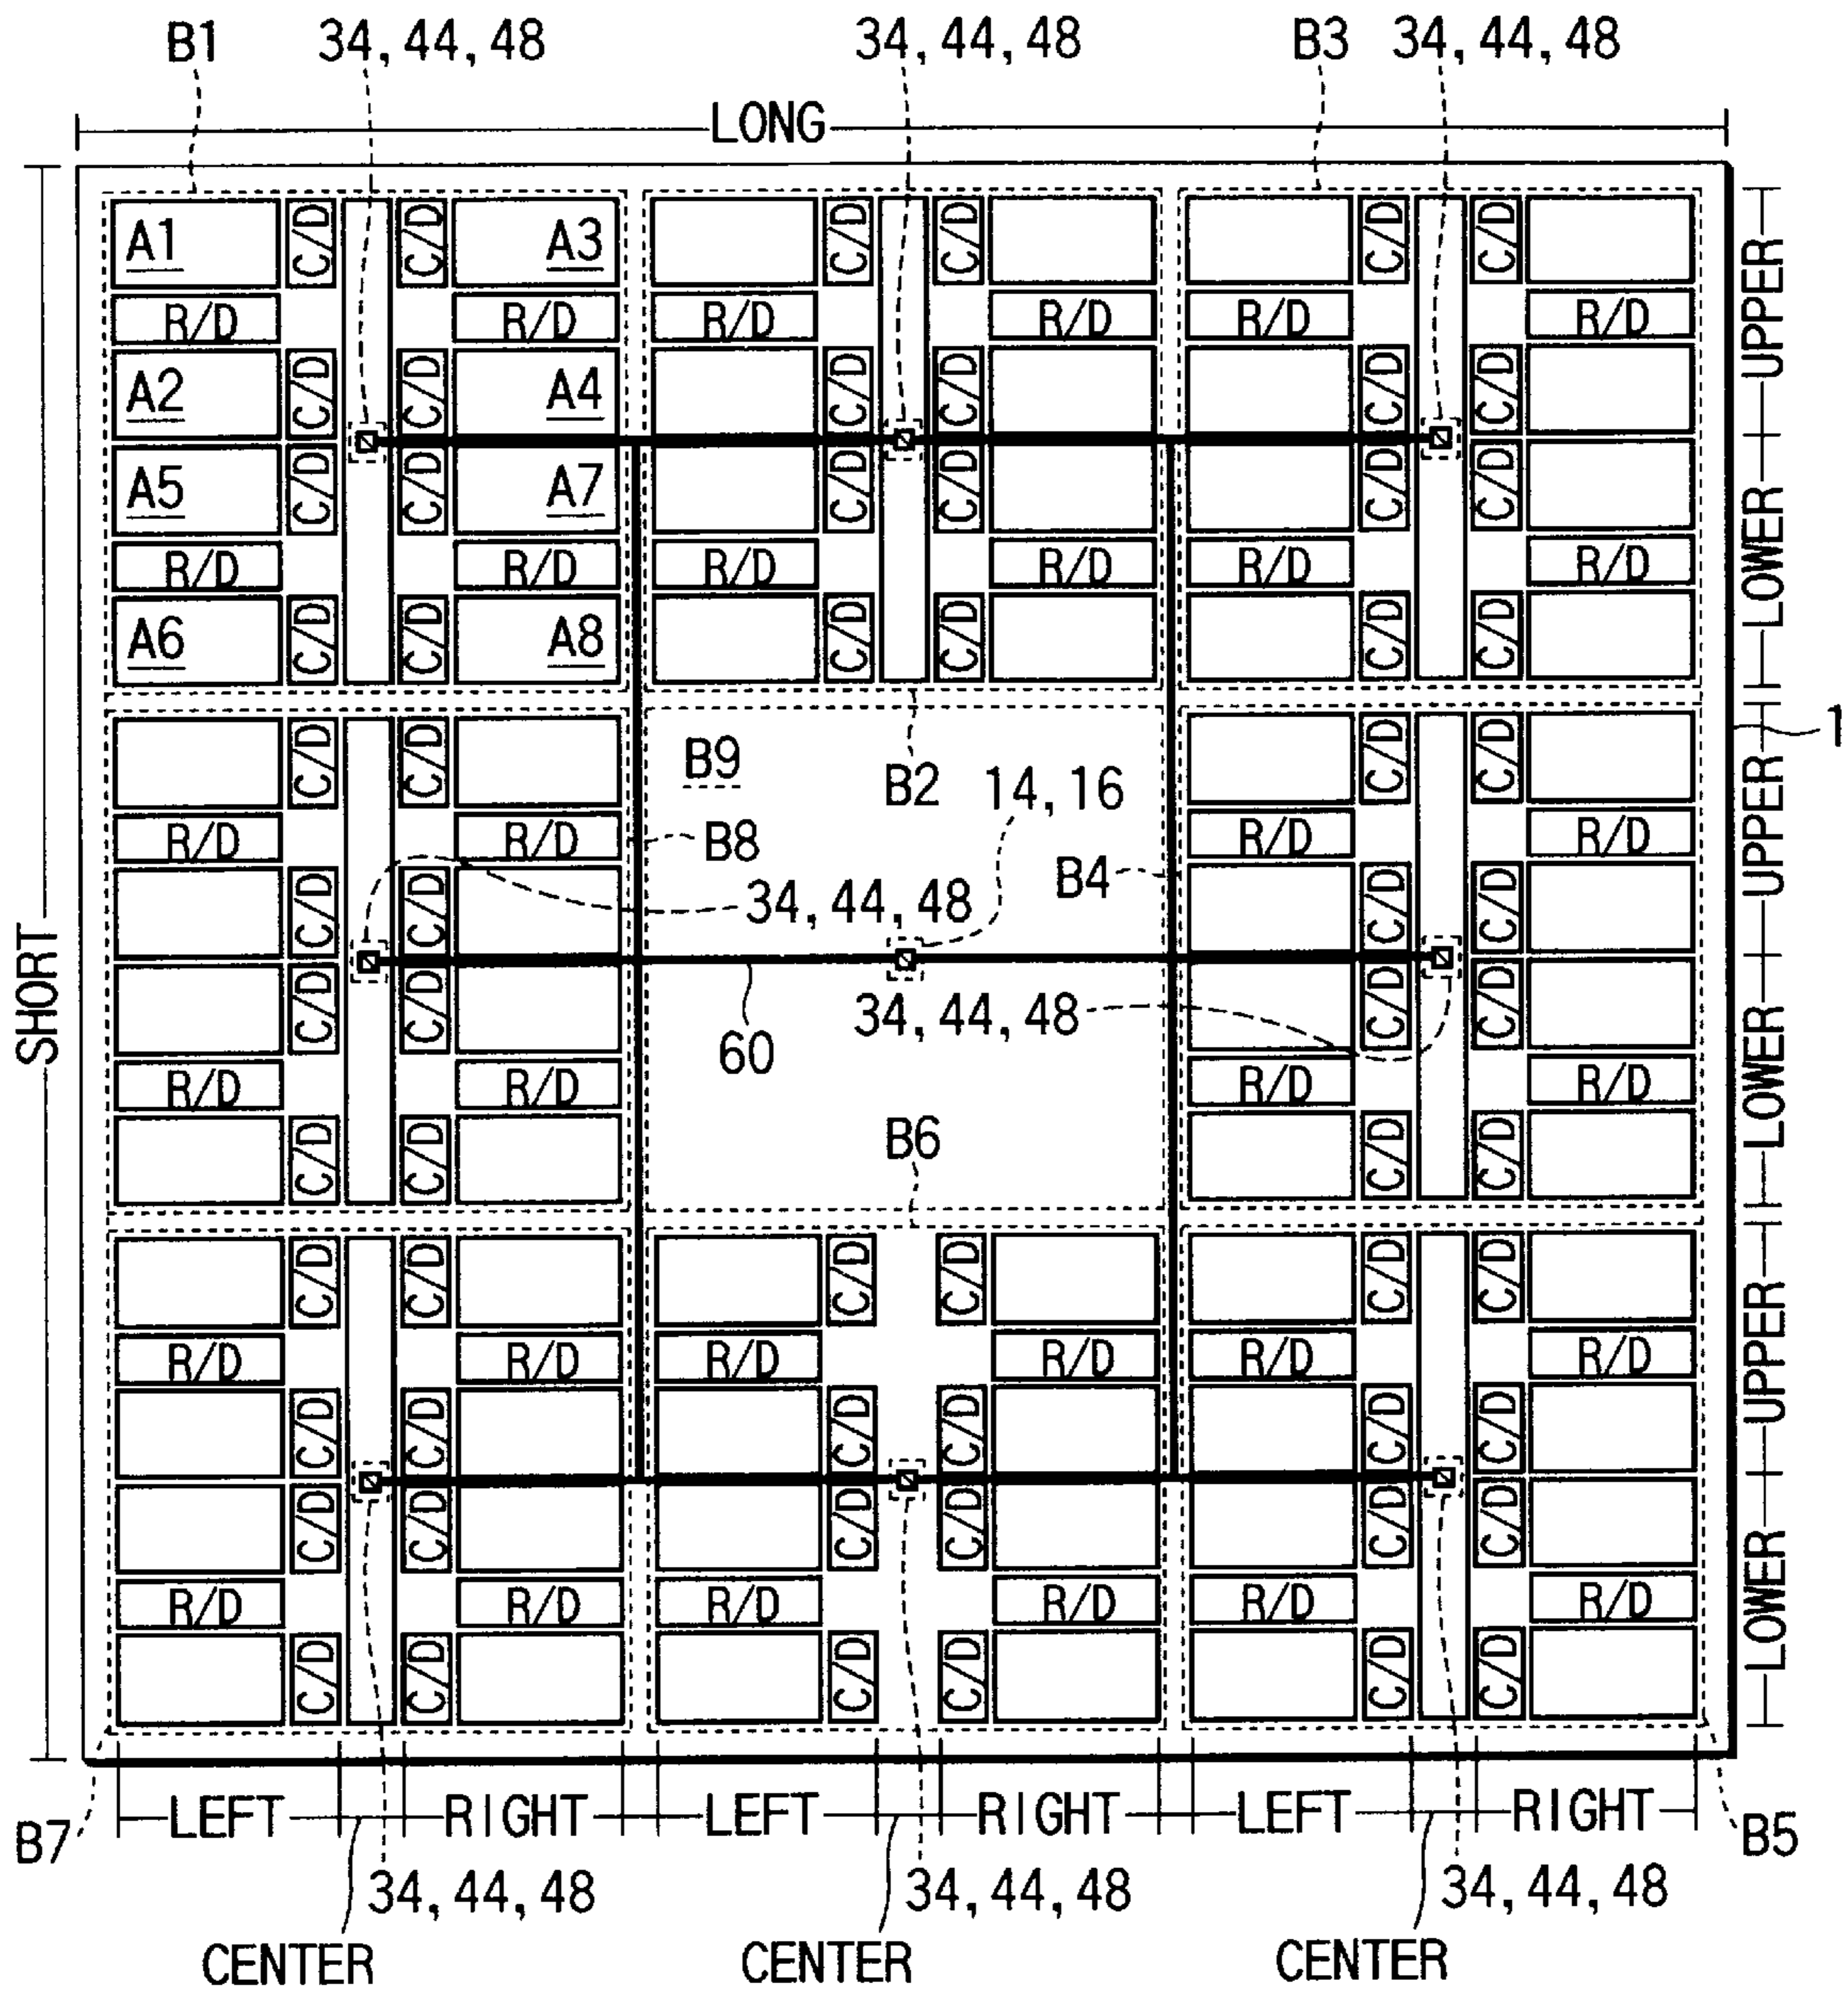 B1 34, 44, 48 34, 44, 48 B3 34, 44, 48
LONG
A1 C/D C/D A3 C/D C/D C/D C/D
R/D R/D R/D R/D R/D R/D
UPPER
A2 C/D C/D A4 C/D C/D C/D C/D
A5 C/D C/D A7 C/D C/D C/D C/D
R/D R/D R/D R/D R/D R/D
LOWER
A6 C/D C/D A8 C/D C/D C/D C/D
1
C/D C/D B9 B2 14, 16 C/D C/D
R/D R/D B8 R/D R/D
UPPER
C/D C/D 34, 44, 48 B4 C/D C/D
SHORT
C/D C/D 34, 44, 48 C/D C/D
60
R/D R/D R/D R/D
LOWER
C/D C/D B6 C/D C/D
C/D C/D C/D C/D C/D C/D
R/D R/D R/D R/D R/D R/D
UPPER
C/D C/D C/D C/D C/D C/D
C/D C/D C/D C/D C/D C/D
R/D R/D R/D R/D R/D R/D
LOWER
C/D C/D C/D C/D C/D C/D
B7 LEFT RIGHT LEFT RIGHT LEFT RIGHT B5
34, 44, 48 34, 44, 48 34, 44, 48
CENTER CENTER CENTER